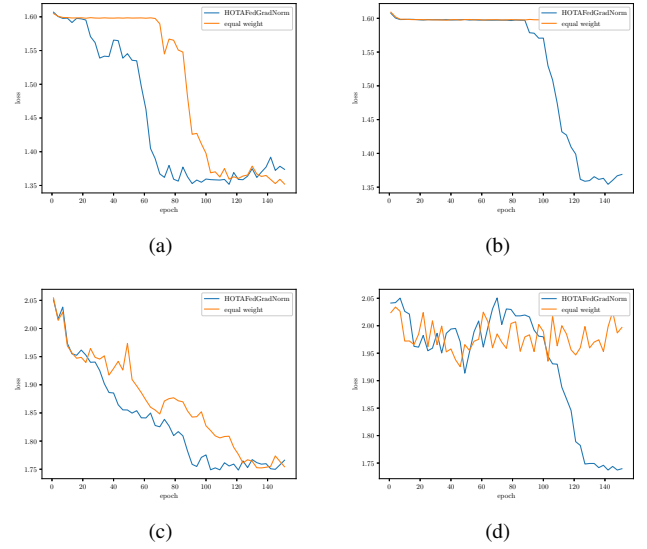 HOTAFedGradNorm
equal weight
1.60
1.55
1.50
1.45
1.40
1.35
loss
0 20 40 60 80 100 120 140
epoch
(a)
HOTAFedGradNorm
equal weight
1.60
1.55
1.50
1.45
1.40
1.35
loss
0 20 40 60 80 100 120 140
epoch
(b)
HOTAFedGradNorm
equal weight
2.05
2.00
1.95
1.90
1.85
1.80
1.75
loss
0 20 40 60 80 100 120 140
epoch
(c)
HOTAFedGradNorm
equal weight
2.05
2.00
1.95
1.90
1.85
1.80
1.75
loss
0 20 40 60 80 100 120 140
epoch
(d)